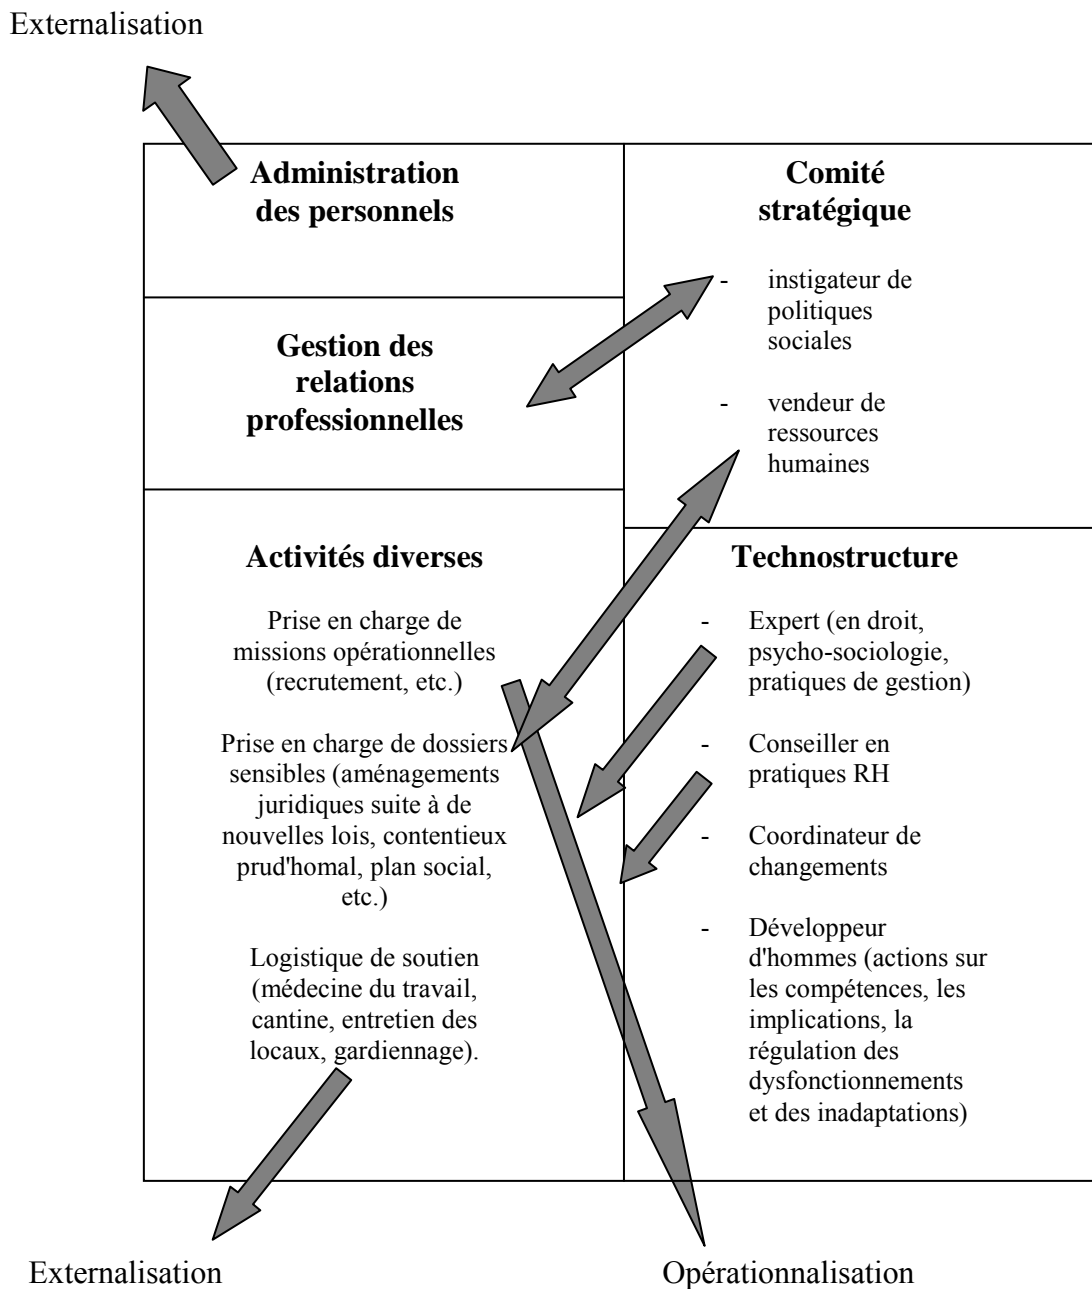 Externalisation
Administration
des personnels
Gestion des
relations
professionnelles
Activités diverses
Prise en charge de
missions opérationnelles
(recrutement, etc.)
Prise en charge de dossiers
sensibles (aménagements
juridiques suite à de
nouvelles lois, contentieux
prud'homal, plan social,
etc.)
Logistique de soutien
(médecine du travail,
cantine, entretien des
locaux, gardiennage).
Comité
stratégique
- instigateur de
politiques
sociales
- vendeur de
ressources
humaines
Technostructure
- Expert (en droit,
psycho-sociologie,
pratiques de gestion)
- Conseiller en
pratiques RH
- Coordinateur de
changements
- Développeur
d'hommes (actions sur
les compétences, les
implications, la
régulation des
dysfonctionnements
et des inadaptations)
Externalisation
Opérationnalisation